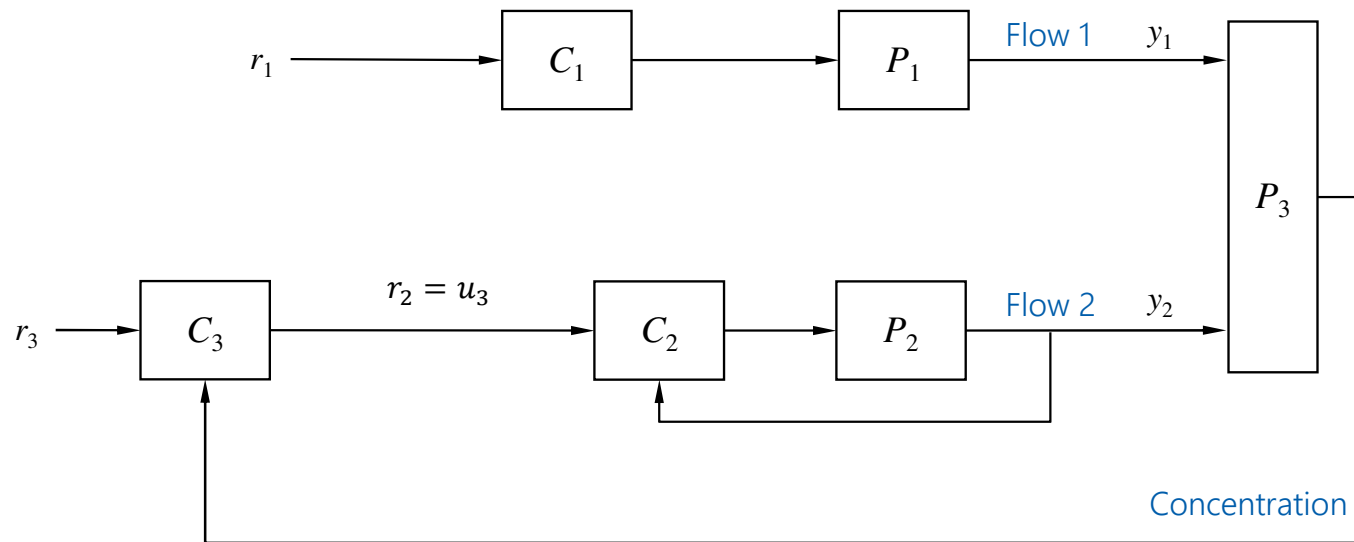 Flow 1 y₁
r₁ C₁ P₁
P₃
r₂ = u₃
Flow 2 y₂
r₃ C₃ C₂ P₂
Concentration